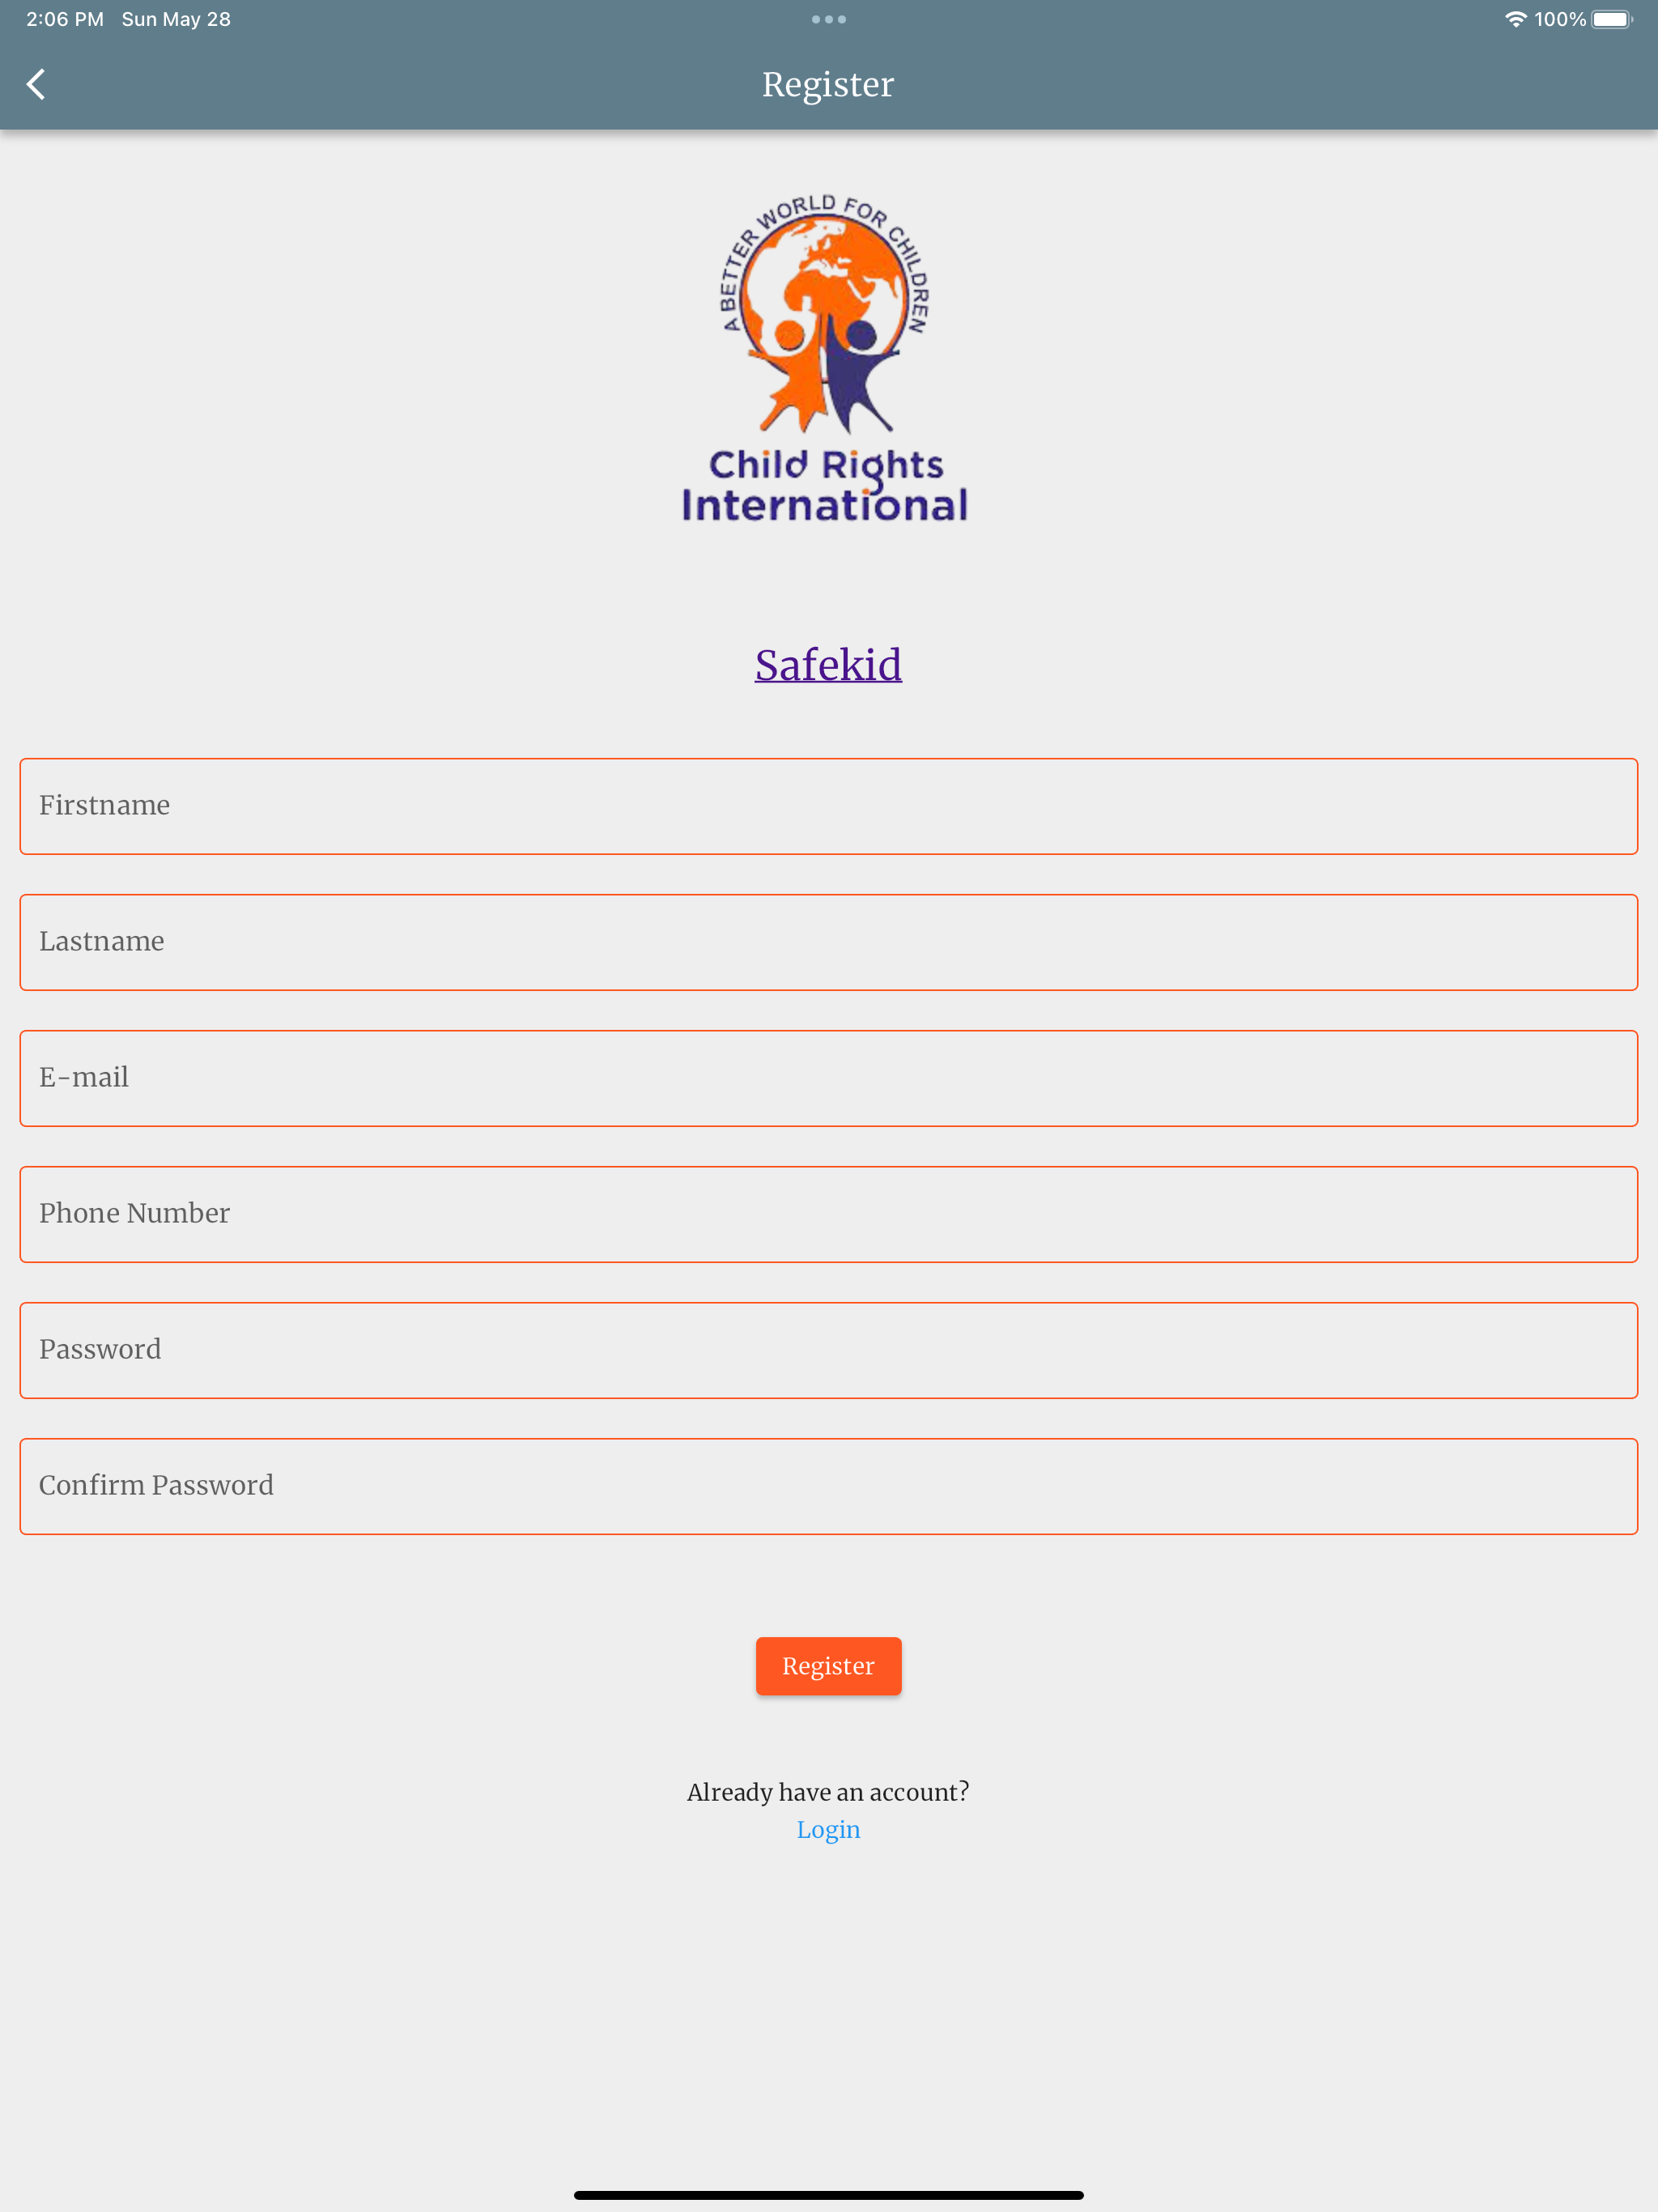 2:06 PM Sun May 28
100%
Register
A BETTER WORLD FOR CHILDREN
Child Rights
International
Safekid
Firstname
Lastname
E-mail
Phone Number
Password
Confirm Password
Register
Already have an account?
Login